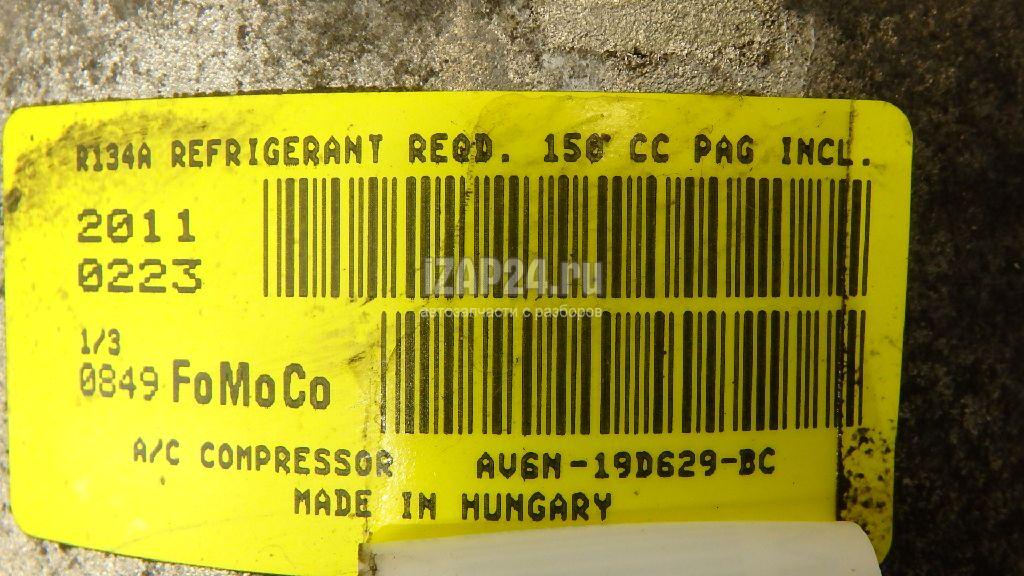 R134A REFRIGERANT REQD. 150 CC PAG INCL.
2011
0223
iZAP24.ru
автозапчасти с разборов
1/3
0849 FoMoCo
A/C COMPRESSOR AV6N-19D629-BC
MADE IN HUNGARY